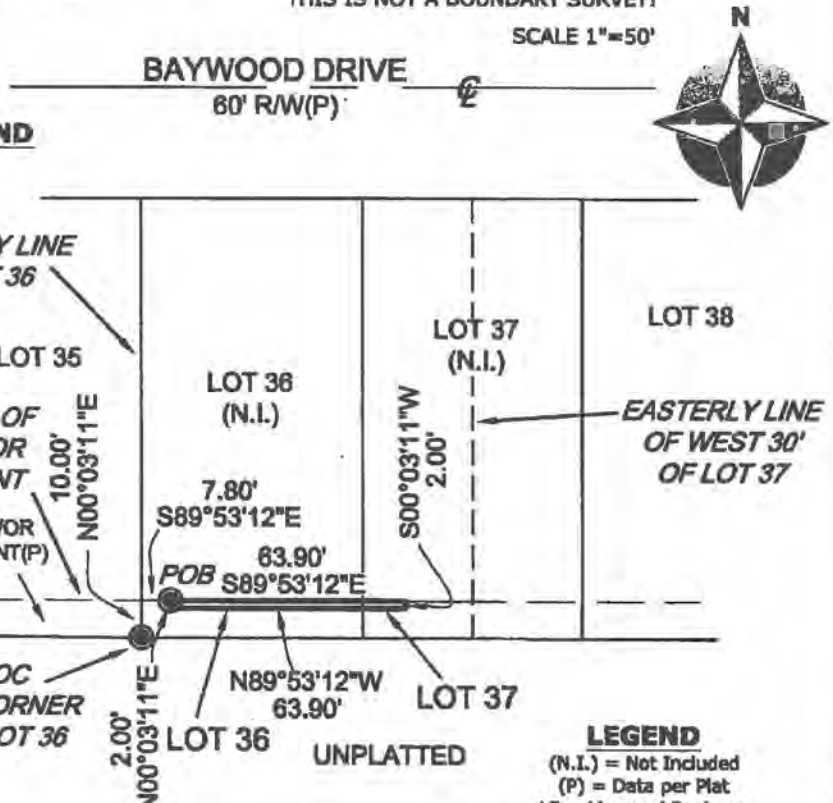 THIS IS NOT A BOUNDARY SURVEY!
SCALE 1"=50'
N
BAYWOOD DRIVE
60' R/W(P)
℄
ND
Y LINE
36
LOT 35
LOT 36
(N.I.)
LOT 37
(N.I.)
LOT 38
OF
OR
NT
10.00'
N00°03'11"E
/OR
NT(P)
7.80'
S89°53'12"E
S00°03'11"W
2.00'
EASTERLY LINE
OF WEST 30'
OF LOT 37
POB
63.90'
S89°53'12"E
OC
ORNER
OT 36
2.00'
N00°03'11"E
LOT 36
N89°53'12"W
63.90'
LOT 37
UNPLATTED
LEGEND
(N.I.) = Not Included
(P) = Data per Plat